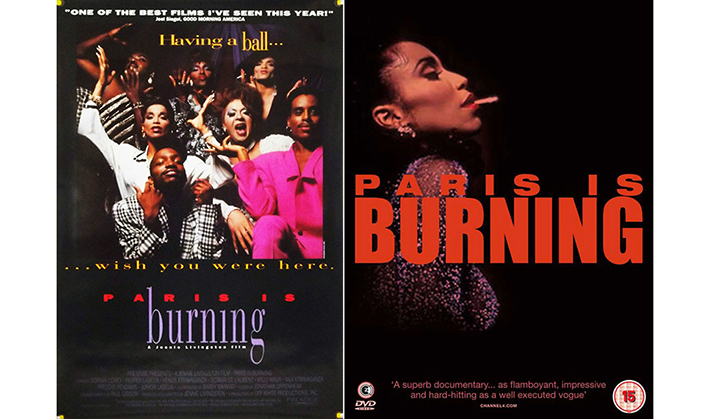 "ONE OF THE BEST FILMS I'VE SEEN THIS YEAR!"
Joel Siegel, GOOD MORNING AMERICA
Having a ball...
...wish you were here.
PARIS IS
burning
A Jennie Livingston film
PARIS IS
BURNING
DVD
'A superb documentary... as flamboyant, impressive
and hard-hitting as a well executed vogue'
CHANNEL4.COM
15